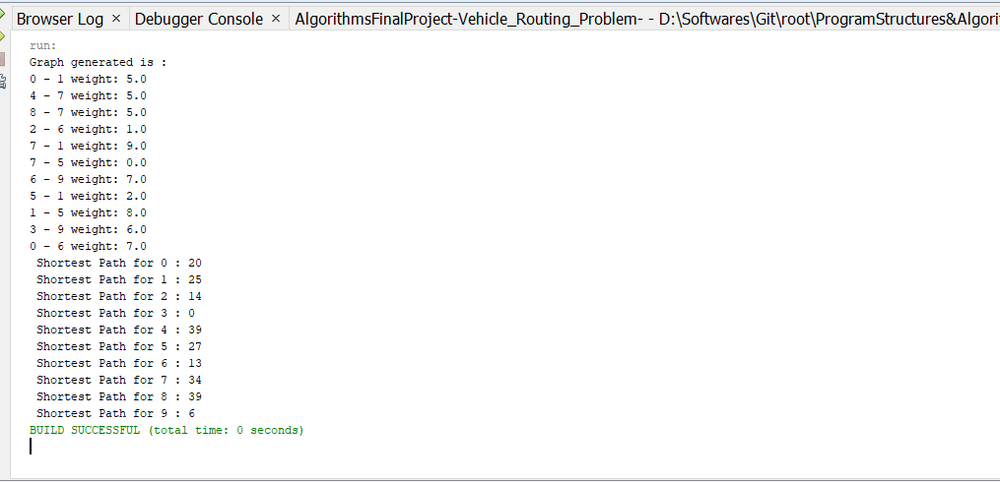 Browser Log × Debugger Console × AlgorithmsFinalProject-Vehicle_Routing_Problem- - D:\Softwares\Git\root\ProgramStructures&Algori
run:
Graph generated is :
0 - 1 weight: 5.0
4 - 7 weight: 5.0
8 - 7 weight: 5.0
2 - 6 weight: 1.0
7 - 1 weight: 9.0
7 - 5 weight: 0.0
6 - 9 weight: 7.0
5 - 1 weight: 2.0
1 - 5 weight: 8.0
3 - 9 weight: 6.0
0 - 6 weight: 7.0
Shortest Path for 0 : 20
Shortest Path for 1 : 25
Shortest Path for 2 : 14
Shortest Path for 3 : 0
Shortest Path for 4 : 39
Shortest Path for 5 : 27
Shortest Path for 6 : 13
Shortest Path for 7 : 34
Shortest Path for 8 : 39
Shortest Path for 9 : 6
BUILD SUCCESSFUL (total time: 0 seconds)